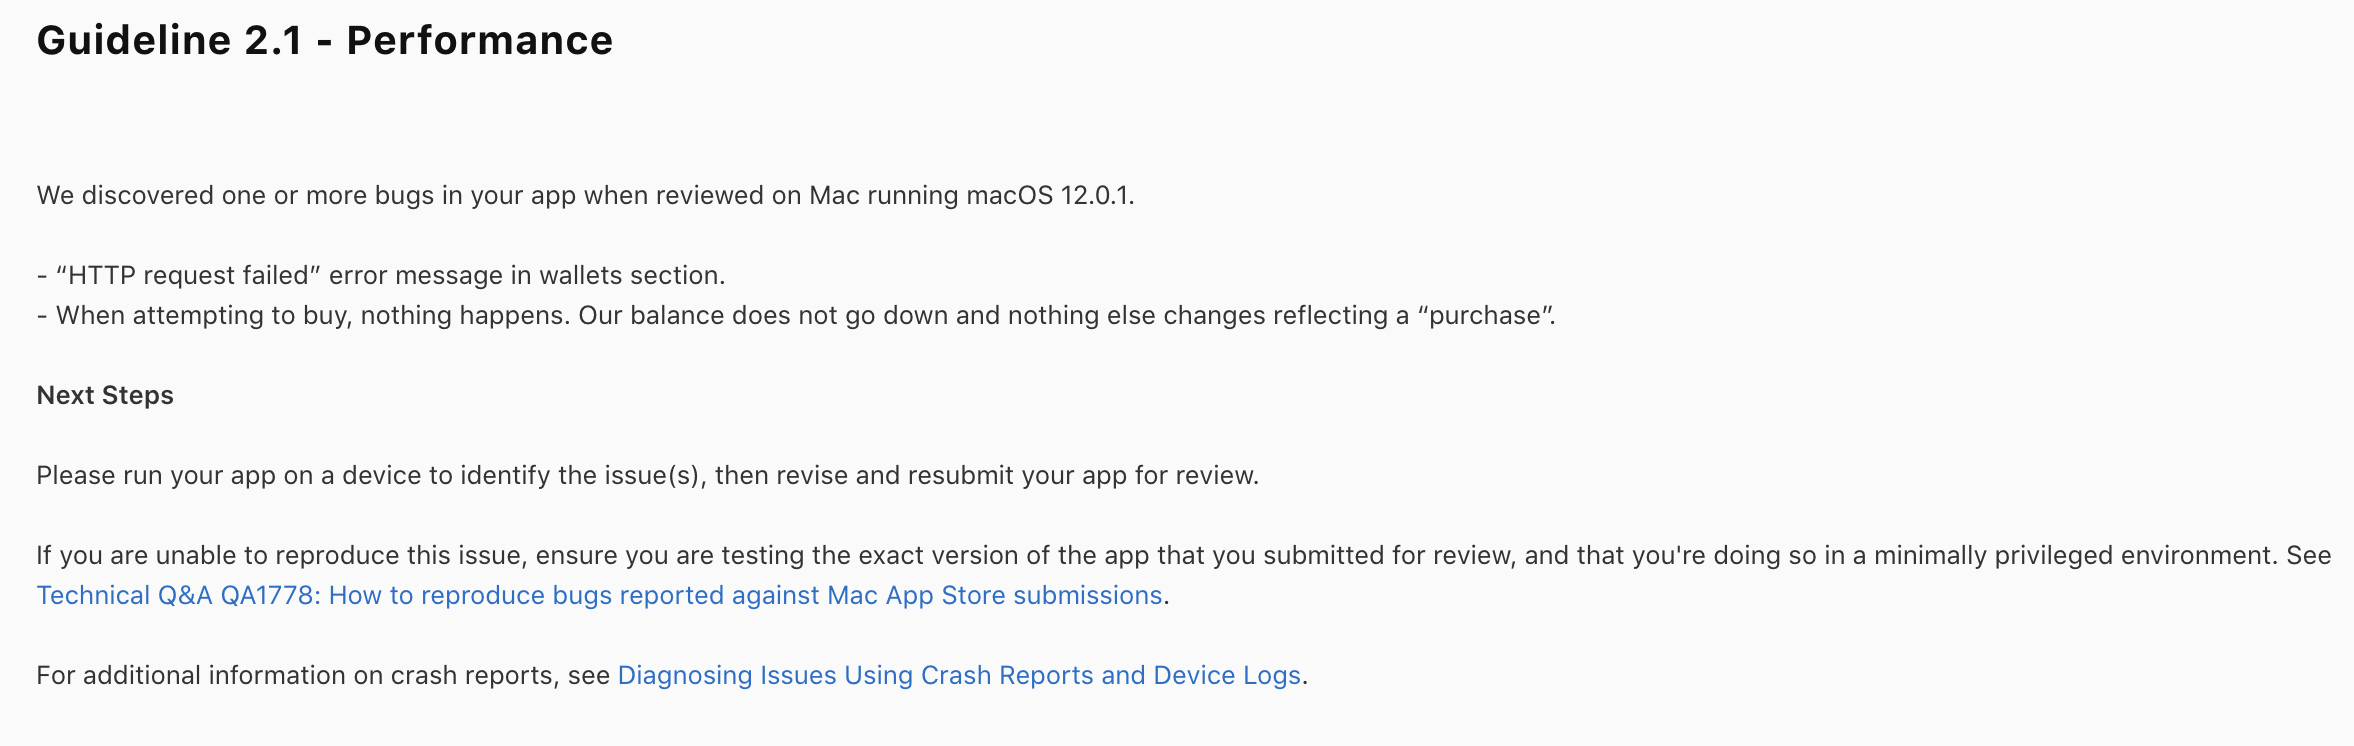 Guideline 2.1 - Performance
We discovered one or more bugs in your app when reviewed on Mac running macOS 12.0.1.
- “HTTP request failed” error message in wallets section.
- When attempting to buy, nothing happens. Our balance does not go down and nothing else changes reflecting a “purchase”.
Next Steps
Please run your app on a device to identify the issue(s), then revise and resubmit your app for review.
If you are unable to reproduce this issue, ensure you are testing the exact version of the app that you submitted for review, and that you're doing so in a minimally privileged environment. See
Technical Q&A QA1778: How to reproduce bugs reported against Mac App Store submissions.
For additional information on crash reports, see Diagnosing Issues Using Crash Reports and Device Logs.